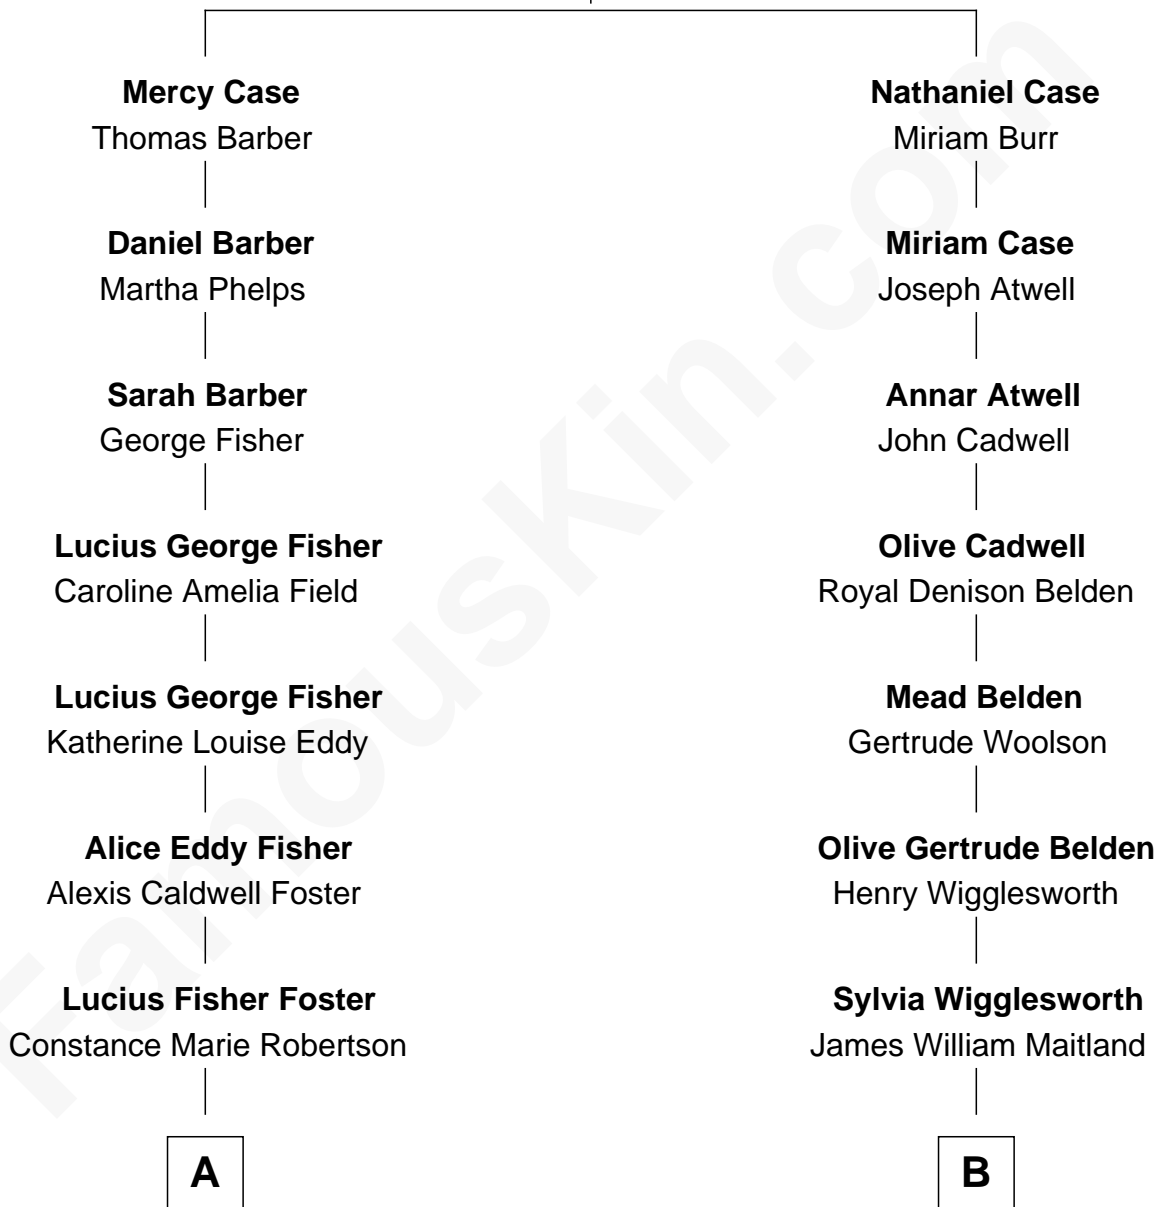 Mercy Case
Thomas Barber
Nathaniel Case
Miriam Burr
Daniel Barber
Martha Phelps
Miriam Case
Joseph Atwell
Sarah Barber
George Fisher
Annar Atwell
John Cadwell
Lucius George Fisher
Caroline Amelia Field
Olive Cadwell
Royal Denison Belden
Lucius George Fisher
Katherine Louise Eddy
Mead Belden
Gertrude Woolson
Alice Eddy Fisher
Alexis Caldwell Foster
Olive Gertrude Belden
Henry Wigglesworth
Lucius Fisher Foster
Constance Marie Robertson
Sylvia Wigglesworth
James William Maitland
A
B
FamousKin.com